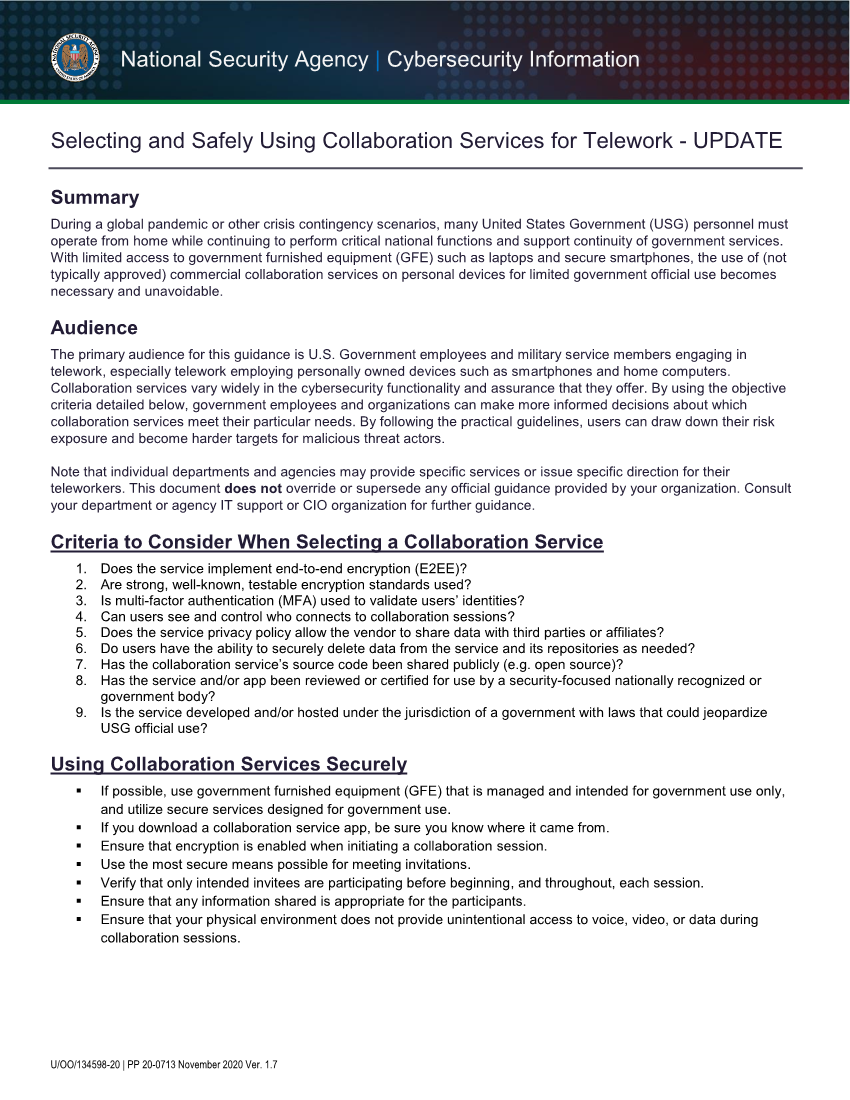 National Security Agency | Cybersecurity Information
Selecting and Safely Using Collaboration Services for Telework - UPDATE
Summary
During a global pandemic or other crisis contingency scenarios, many United States Government (USG) personnel must
operate from home while continuing to perform critical national functions and support continuity of government services.
With limited access to government furnished equipment (GFE) such as laptops and secure smartphones, the use of (not
typically approved) commercial collaboration services on personal devices for limited government official use becomes
necessary and unavoidable.
Audience
The primary audience for this guidance is U.S. Government employees and military service members engaging in
telework, especially telework employing personally owned devices such as smartphones and home computers.
Collaboration services vary widely in the cybersecurity functionality and assurance that they offer. By using the objective
criteria detailed below, government employees and organizations can make more informed decisions about which
collaboration services meet their particular needs. By following the practical guidelines, users can draw down their risk
exposure and become harder targets for malicious threat actors.
Note that individual departments and agencies may provide specific services or issue specific direction for their
teleworkers. This document does not override or supersede any official guidance provided by your organization. Consult
your department or agency IT support or CIO organization for further guidance.
Criteria to Consider When Selecting a Collaboration Service
1. Does the service implement end-to-end encryption (E2EE)?
2. Are strong, well-known, testable encryption standards used?
3. Is multi-factor authentication (MFA) used to validate users’ identities?
4. Can users see and control who connects to collaboration sessions?
5. Does the service privacy policy allow the vendor to share data with third parties or affiliates?
6. Do users have the ability to securely delete data from the service and its repositories as needed?
7. Has the collaboration service’s source code been shared publicly (e.g. open source)?
8. Has the service and/or app been reviewed or certified for use by a security-focused nationally recognized or
government body?
9. Is the service developed and/or hosted under the jurisdiction of a government with laws that could jeopardize
USG official use?
Using Collaboration Services Securely
▪ If possible, use government furnished equipment (GFE) that is managed and intended for government use only,
and utilize secure services designed for government use.
▪ If you download a collaboration service app, be sure you know where it came from.
▪ Ensure that encryption is enabled when initiating a collaboration session.
▪ Use the most secure means possible for meeting invitations.
▪ Verify that only intended invitees are participating before beginning, and throughout, each session.
▪ Ensure that any information shared is appropriate for the participants.
▪ Ensure that your physical environment does not provide unintentional access to voice, video, or data during
collaboration sessions.
U/OO/134598-20 | PP 20-0713 November 2020 Ver. 1.7